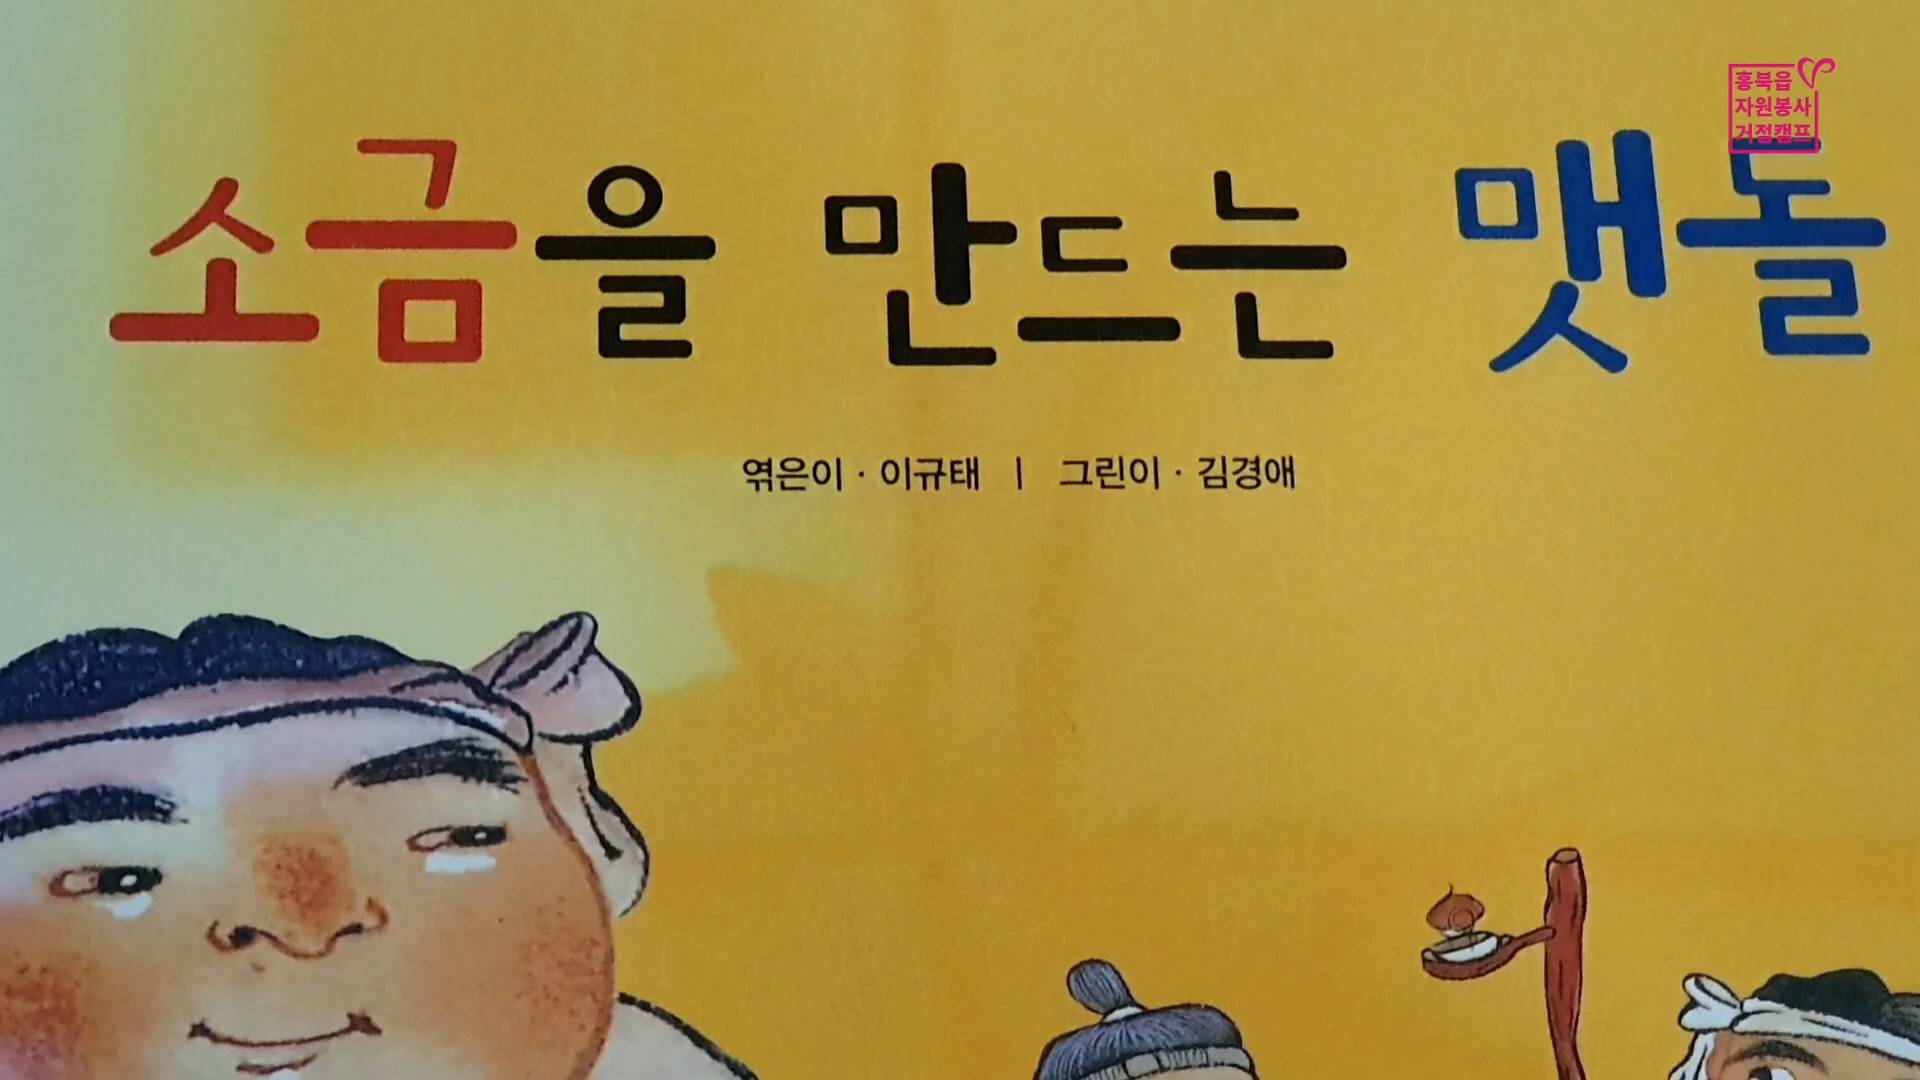 홍북읍
자원봉사
거점캠프
소금을 만드는 맷돌
엮은이 · 이규태 | 그린이 · 김경애